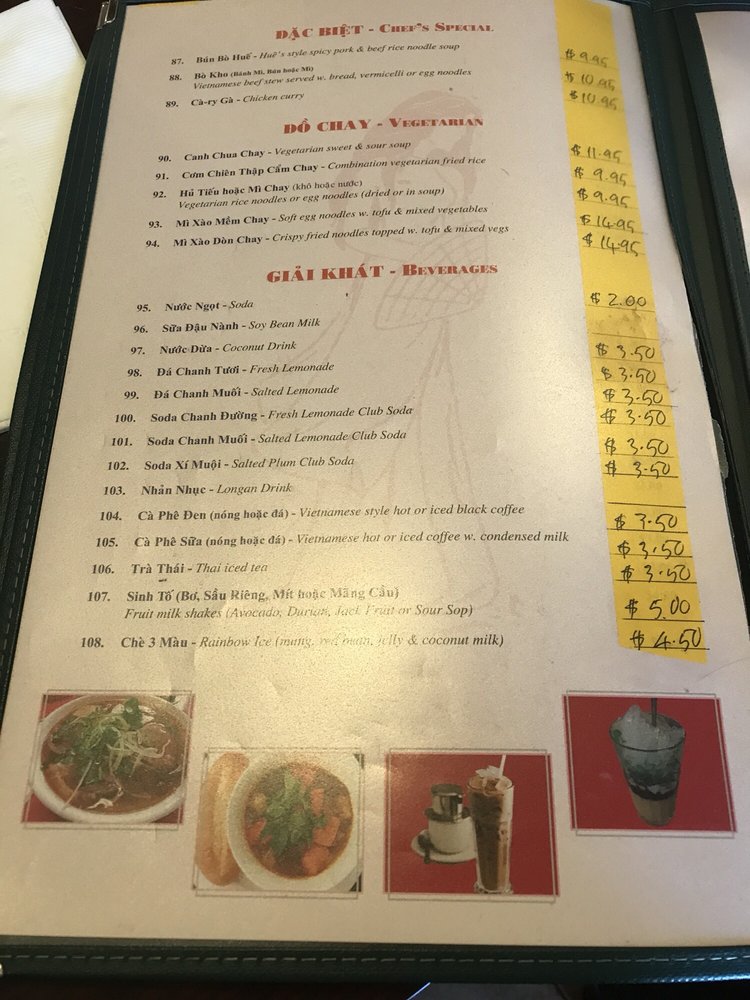 ĐẶC BIỆT - CHEF'S SPECIAL
87. Bún Bò Huế - Huê's style spicy pork & beef rice noodle soup $9.95
88. Bò Kho (Bánh Mì, Bún hoặc Mì) $10.95
Vietnamese beef stew served w. bread, vermicelli or egg noodles
89. Cà-ry Gà - Chicken curry $10.95
ĐỒ CHAY - VEGETARIAN
90. Canh Chua Chay - Vegetarian sweet & sour soup $11.95
91. Cơm Chiên Thập Cẩm Chay - Combination vegetarian fried rice $9.95
92. Hủ Tiếu hoặc Mì Chay (khô hoặc nước) $9.95
Vegetarian rice noodles or egg noodles (dried or in soup)
93. Mì Xào Mềm Chay - Soft egg noodles w. tofu & mixed vegetables $14.95
94. Mì Xào Dòn Chay - Crispy fried noodles topped w. tofu & mixed vegs $14.95
GIẢI KHÁT - BEVERAGES
95. Nước Ngọt - Soda $2.00
96. Sữa Đậu Nành - Soy Bean Milk
97. Nước Dừa - Coconut Drink $3.50
98. Đá Chanh Tươi - Fresh Lemonade $3.50
99. Đá Chanh Muối - Salted Lemonade $3.50
100. Soda Chanh Đường - Fresh Lemonade Club Soda $3.50
101. Soda Chanh Muối - Salted Lemonade Club Soda $3.50
102. Soda Xí Muội - Salted Plum Club Soda $3.50
103. Nhản Nhục - Longan Drink
104. Cà Phê Đen (nóng hoặc đá) - Vietnamese style hot or iced black coffee $3.50
105. Cà Phê Sữa (nóng hoặc đá) - Vietnamese hot or iced coffee w. condensed milk $3.50
106. Trà Thái - Thai iced tea $3.50
107. Sinh Tố (Bơ, Sầu Riêng, Mít hoặc Mãng Cầu) $5.00
Fruit milk shakes (Avocado, Durian, Jack Fruit or Sour Sop)
108. Chè 3 Màu - Rainbow Ice (mung, red bean, jelly & coconut milk) $4.50